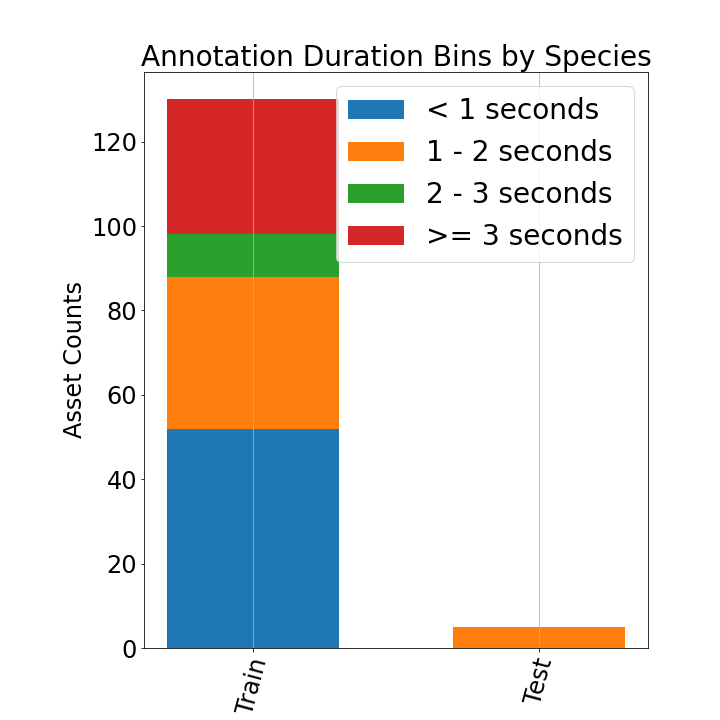 Annotation Duration Bins by Species
< 1 seconds
1 - 2 seconds
2 - 3 seconds
>= 3 seconds
Asset Counts
120
100
80
60
40
20
0
Train
Test